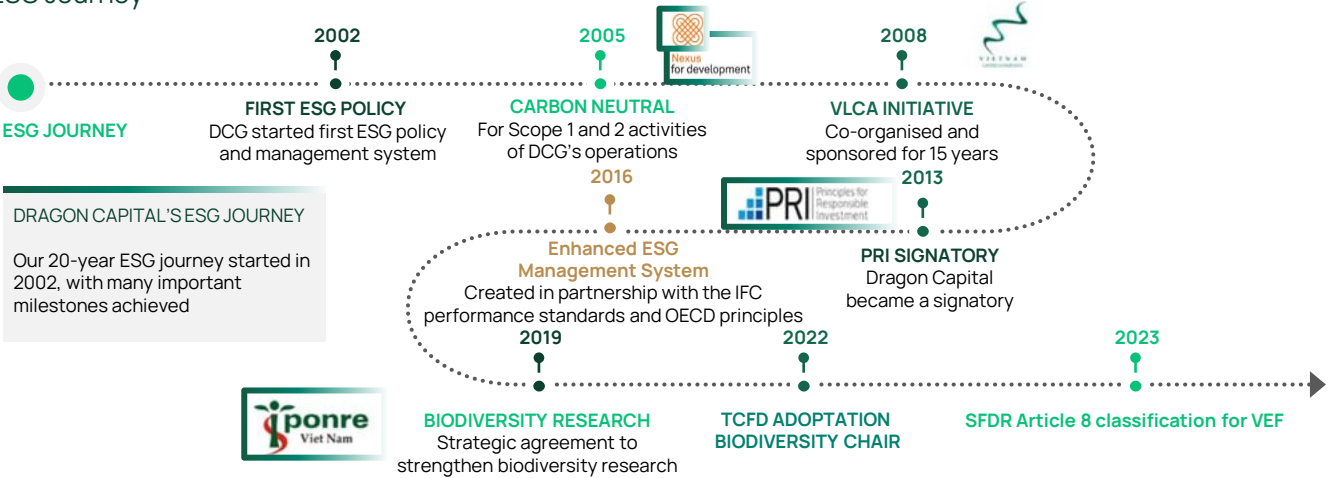 ESG Journey
2002
2005
2008
Nexus
for development
VIETNAM
ESG JOURNEY
FIRST ESG POLICY
DCG started first ESG policy
and management system
CARBON NEUTRAL
For Scope 1 and 2 activities
of DCG's operations
VLCA INITIATIVE
Co-organised and
sponsored for 15 years
2016
2013
PRI
Principles for
Responsible
Investment
DRAGON CAPITAL'S ESG JOURNEY
Our 20-year ESG journey started in
2002, with many important
milestones achieved
Enhanced ESG
Management System
Created in partnership with the IFC
performance standards and OECD principles
PRI SIGNATORY
Dragon Capital
became a signatory
2019
2022
2023
iponre
Viet Nam
BIODIVERSITY RESEARCH
Strategic agreement to
strengthen biodiversity research
TCFD ADOPTATION
BIODIVERSITY CHAIR
SFDR Article 8 classification for VEF